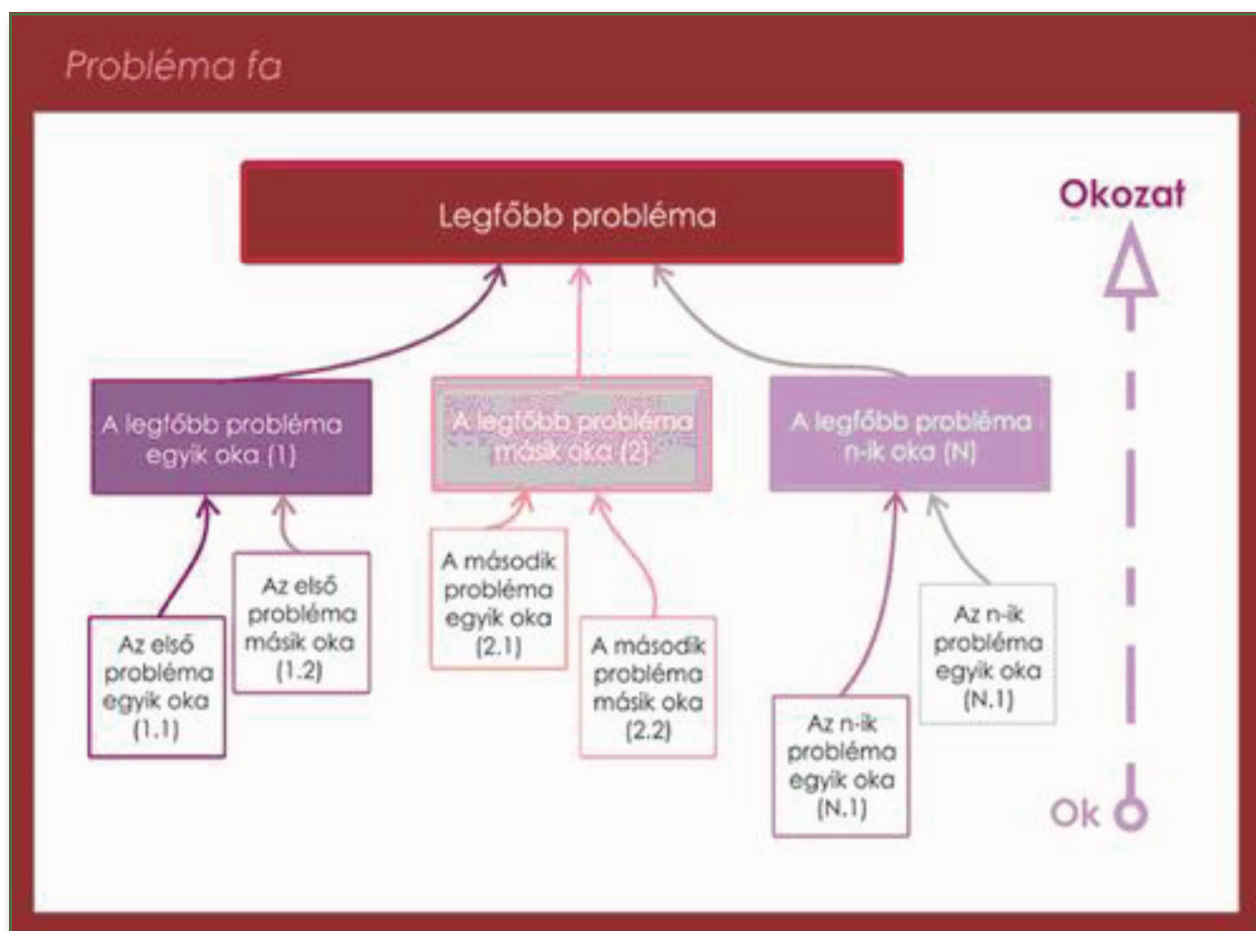 Probléma fa
Legfőbb probléma
Okozat
A legfőbb probléma
egyik oka (1)
A legfőbb probléma
másik oka (2)
A legfőbb probléma
n-ik oka (N)
Az első
probléma
egyik oka
(1.1)
Az első
probléma
másik oka
(1.2)
A második
probléma
egyik oka
(2.1)
A második
probléma
másik oka
(2.2)
Az n-ik
probléma
egyik oka
(N.1)
Az n-ik
probléma
egyik oka
(N.1)
Ok